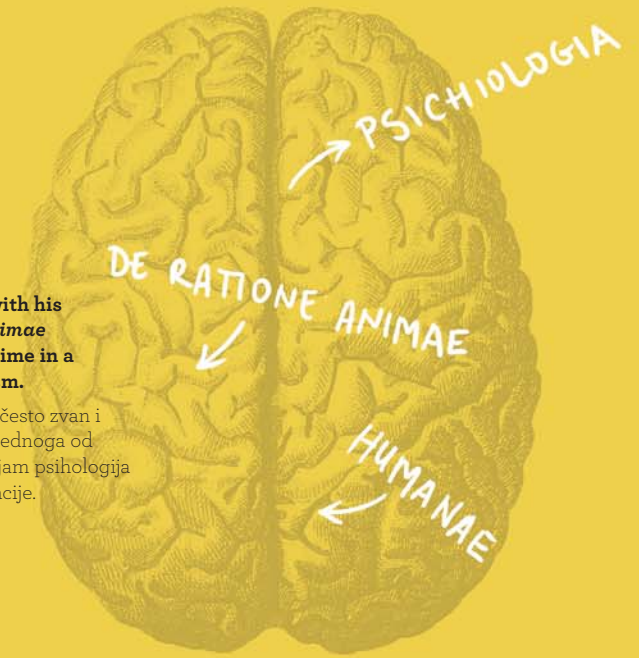 PSICHIOLOGIA
DE RATIONE ANIMAE
HUMANAE
with his
imae
ime in a
m.
često zvan i
ednoga od
jam psihologija
cije.